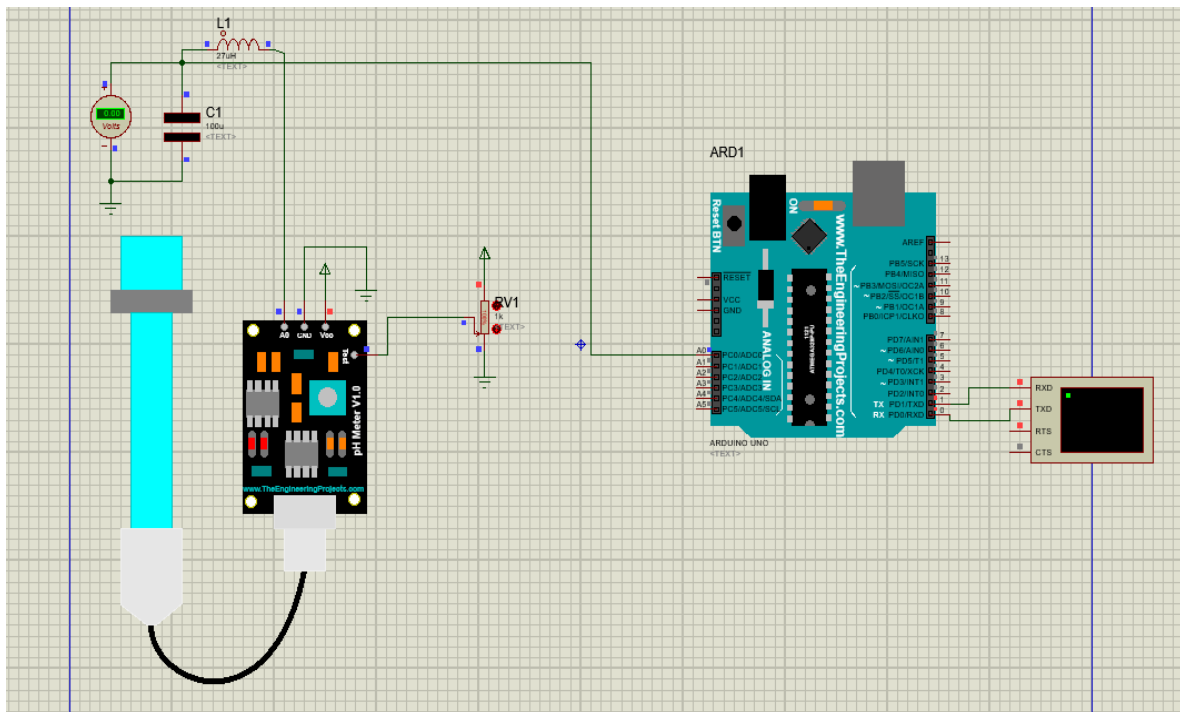 L1
27uH
<TEXT>
+
0.00
Volts
-
C1
100u
<TEXT>
RV1
1k
<TEXT>
100%
A0
GND
Test
pH Meter V1.0
www.TheEngineeringProjects.com
ARD1
Reset BTN
ON
www.TheEngineeringProjects.com
ANALOG IN
RESET
VCC
GND
A0
A1
A2
A3
A4
A5
PC0/ADC0
PC1/ADC1
PC2/ADC2
PC3/ADC3
PC4/ADC4/SDA
PC5/ADC5/SCL
AREF
PB5/SCK 13
PB4/MISO 12
~PB3/MOSI/OC2A 11
~PB2/SS/OC1B 10
~PB1/OC1A 9
PB0/ICP1/CLKO 8
PD7/AIN1 7
~PD6/AIN0 6
~PD5/T1 5
PD4/T0/XCK 4
~PD3/INT1 3
PD2/INT0 2
TX PD1/TXD 1
RX PD0/RXD 0
ARDUINO UNO
<TEXT>
RXD
TXD
RTS
CTS